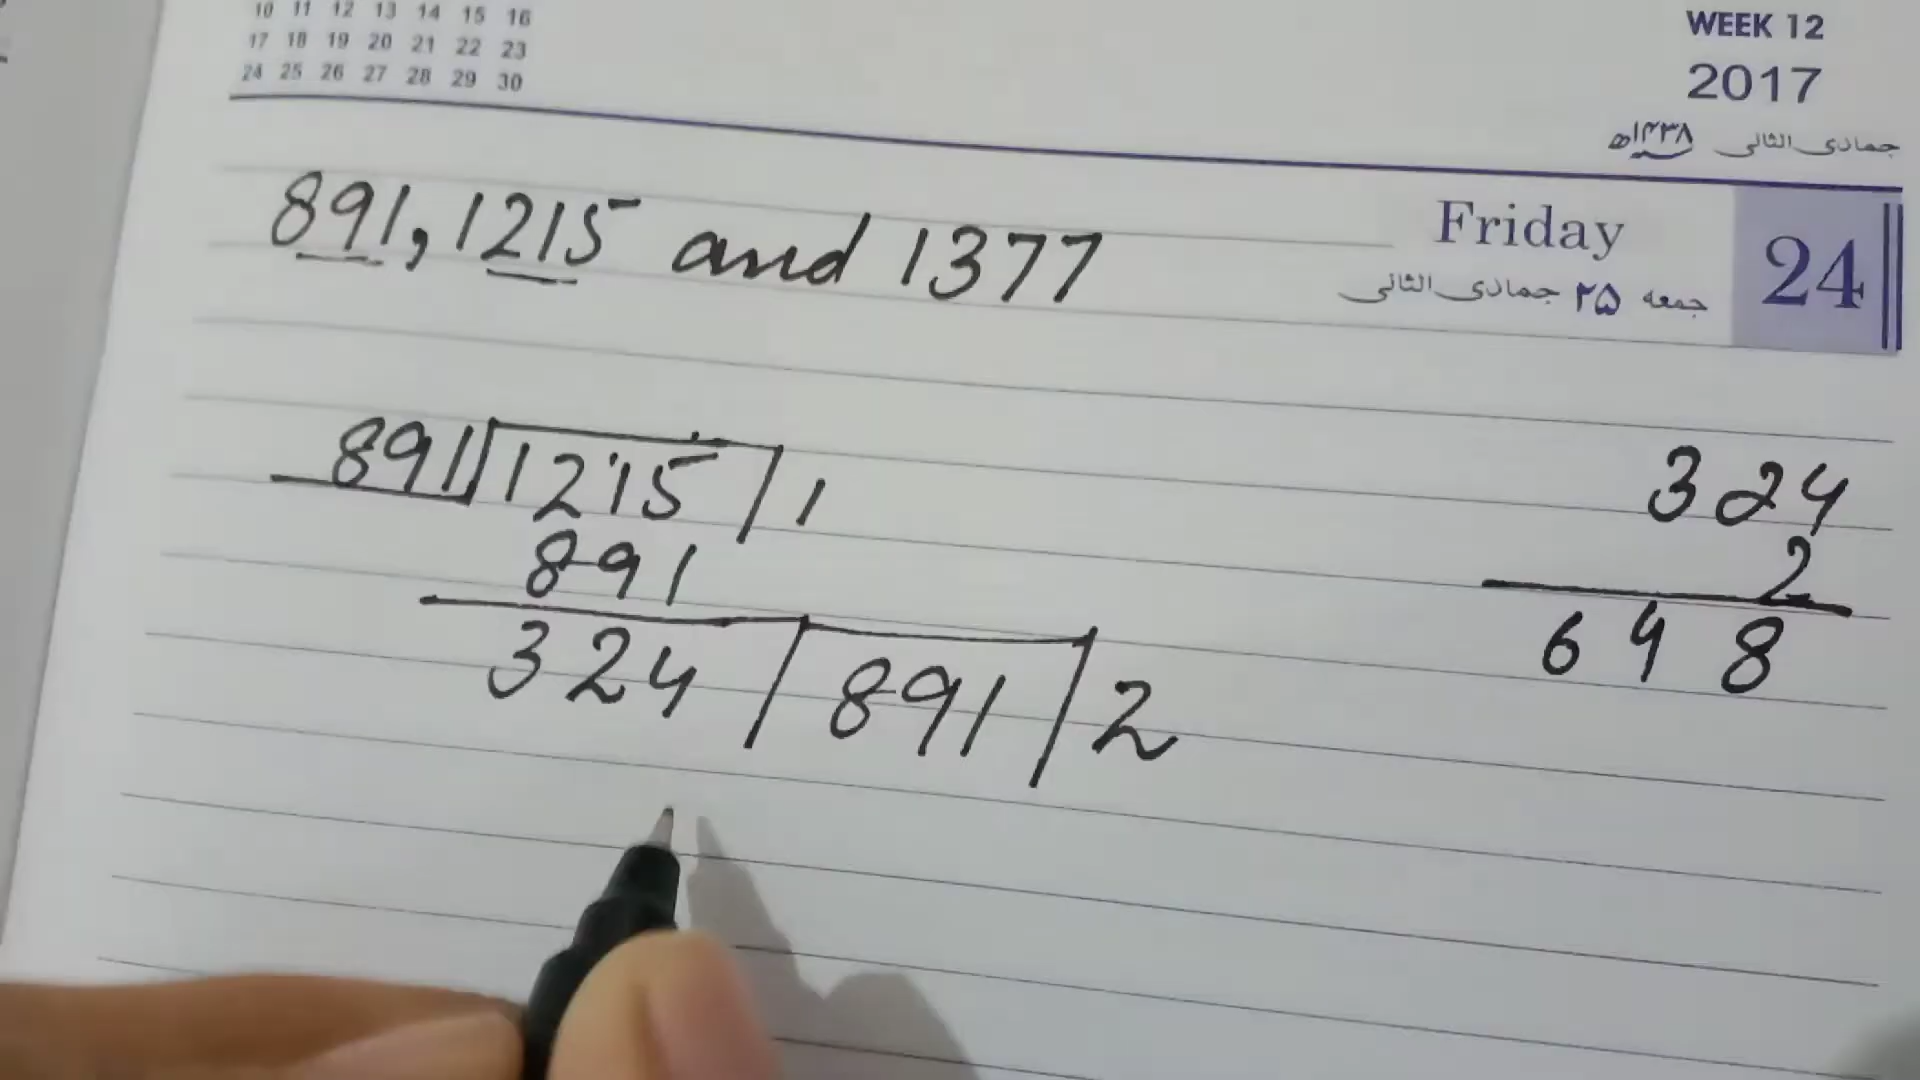 10 11 12 13 14 15 16
17 18 19 20 21 22 23
24 25 26 27 28 29 30
WEEK 12
2017
جمادی الثانی ۱۴۳۸ھ
Friday 24
جمعه ۲۵ جمادی الثانی
891, 1215 and 1377
891 1215 1
891
324 891 2
324
2
648